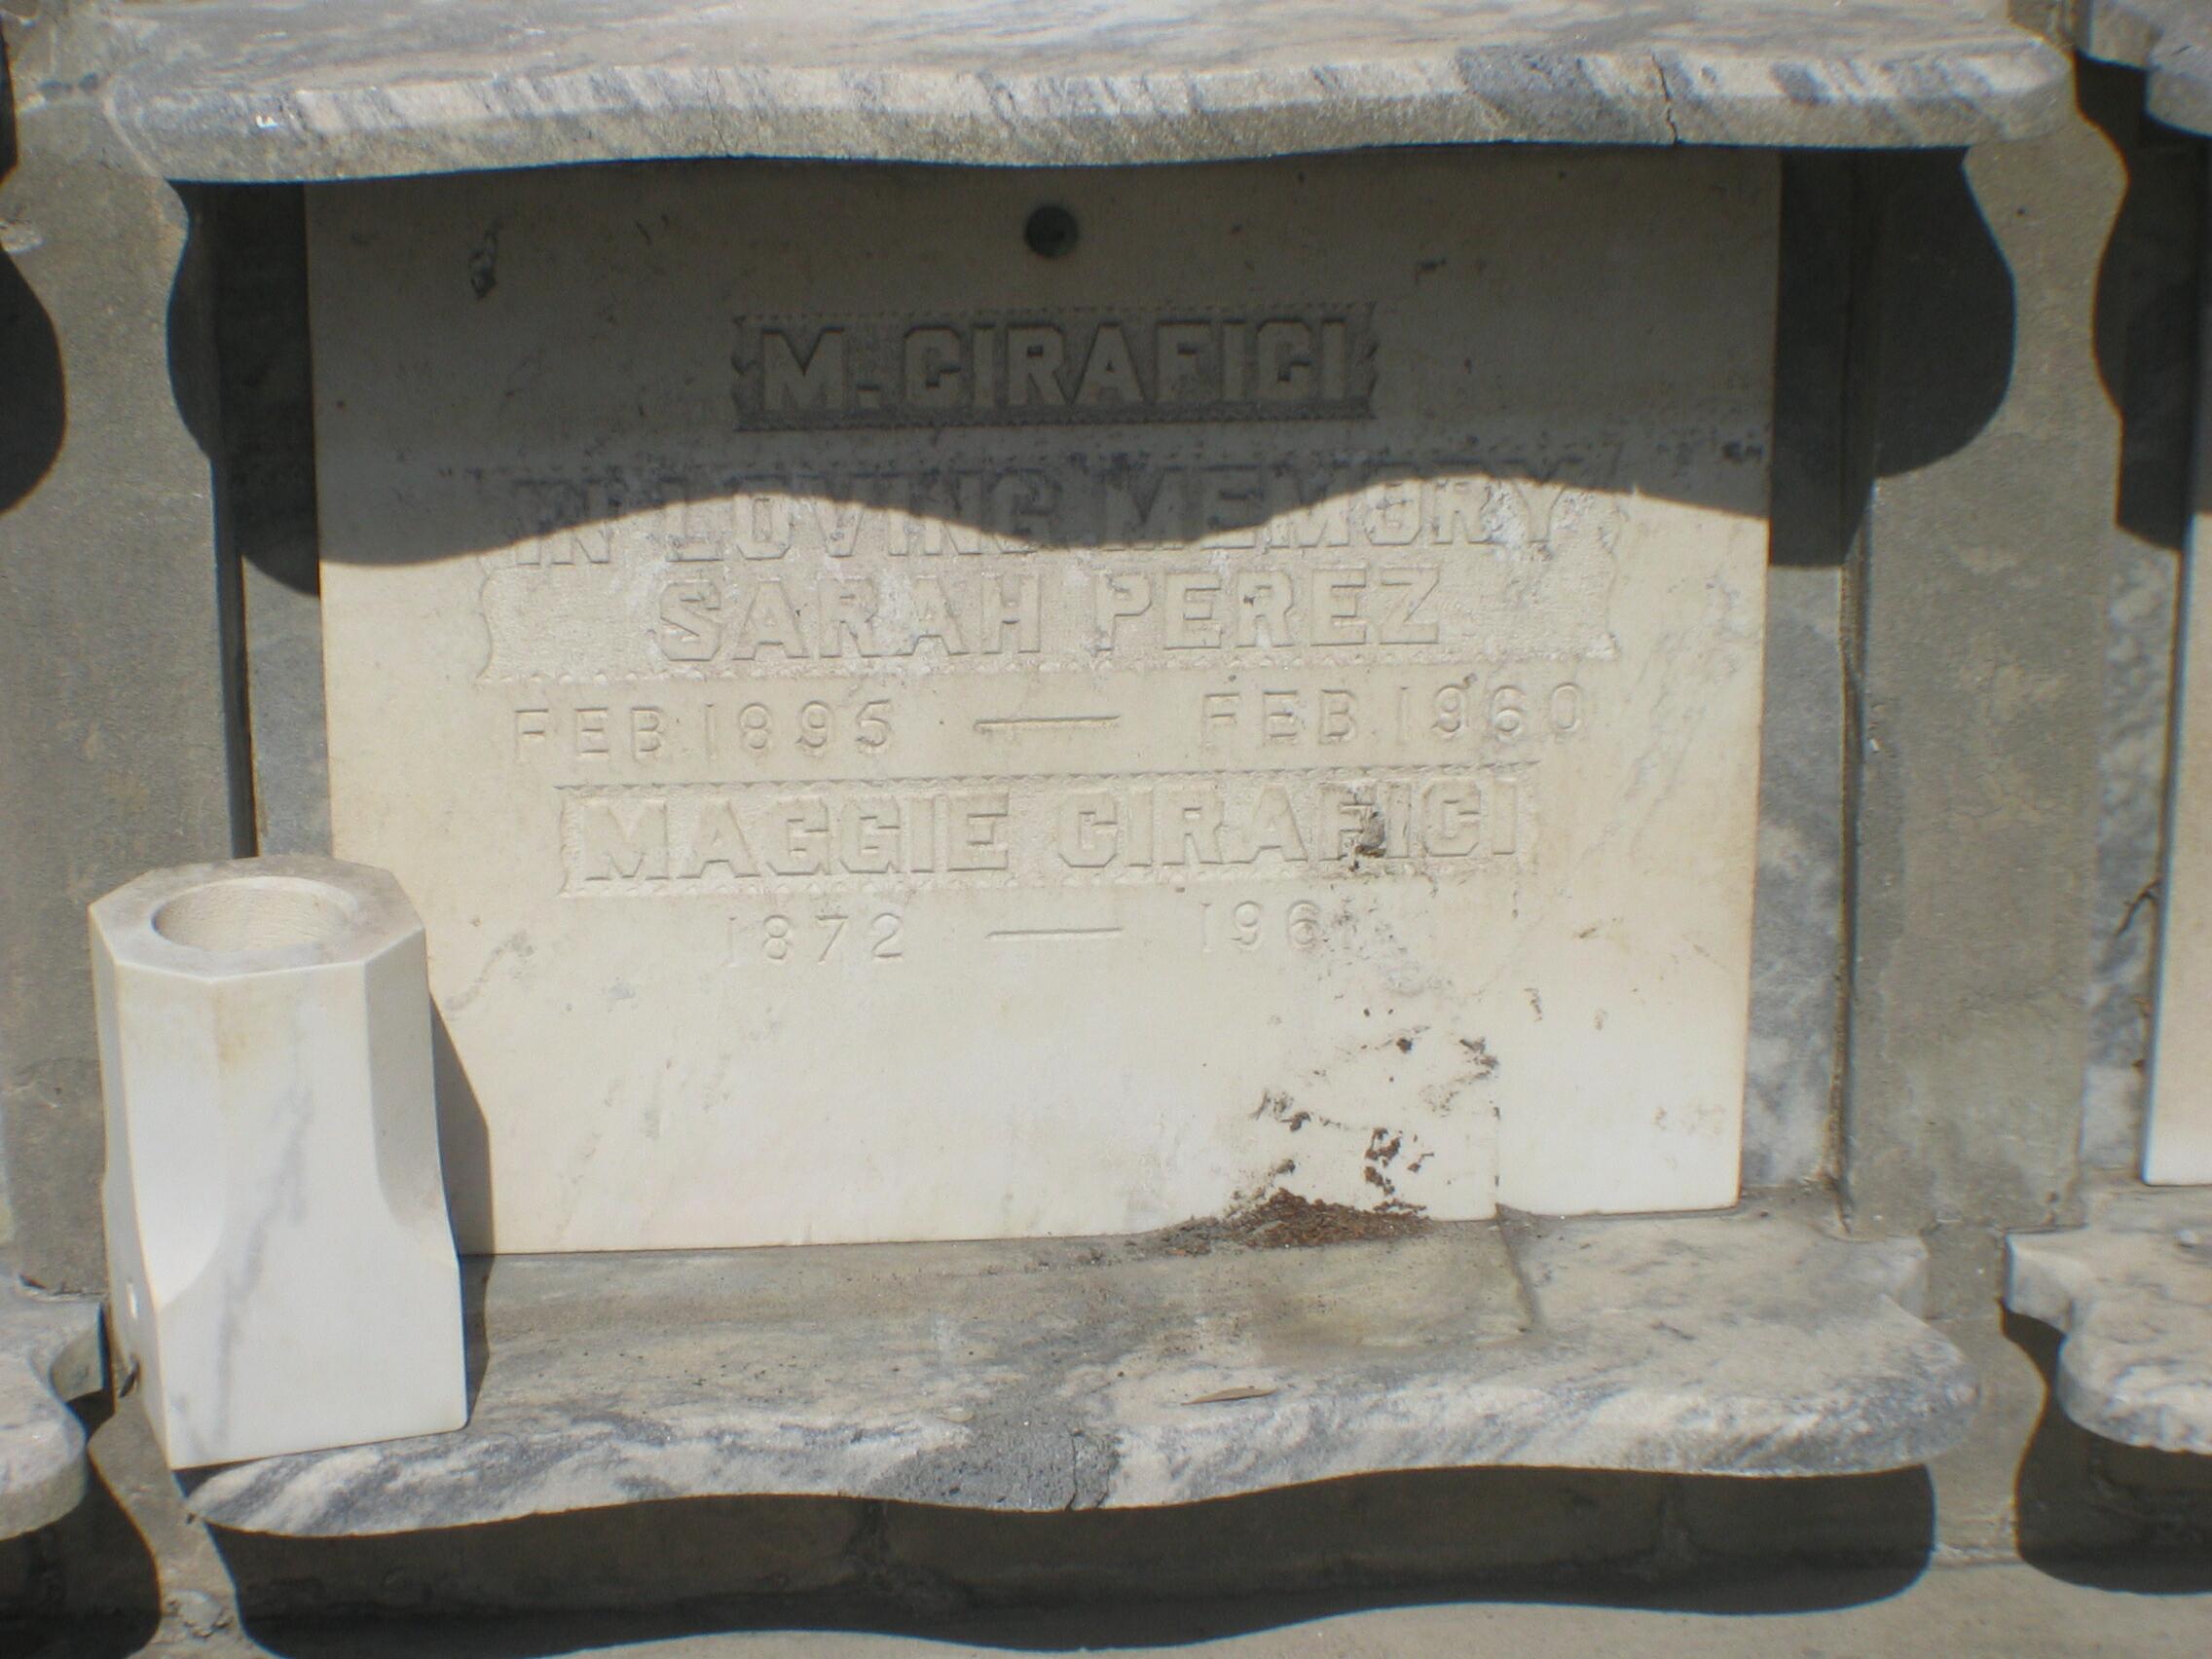 M. CIRAFICI
IN LOVING MEMORY
SARAH PEREZ
FEB. 1895 — FEB. 1960
MAGGIE CIRAFICI
1872 —